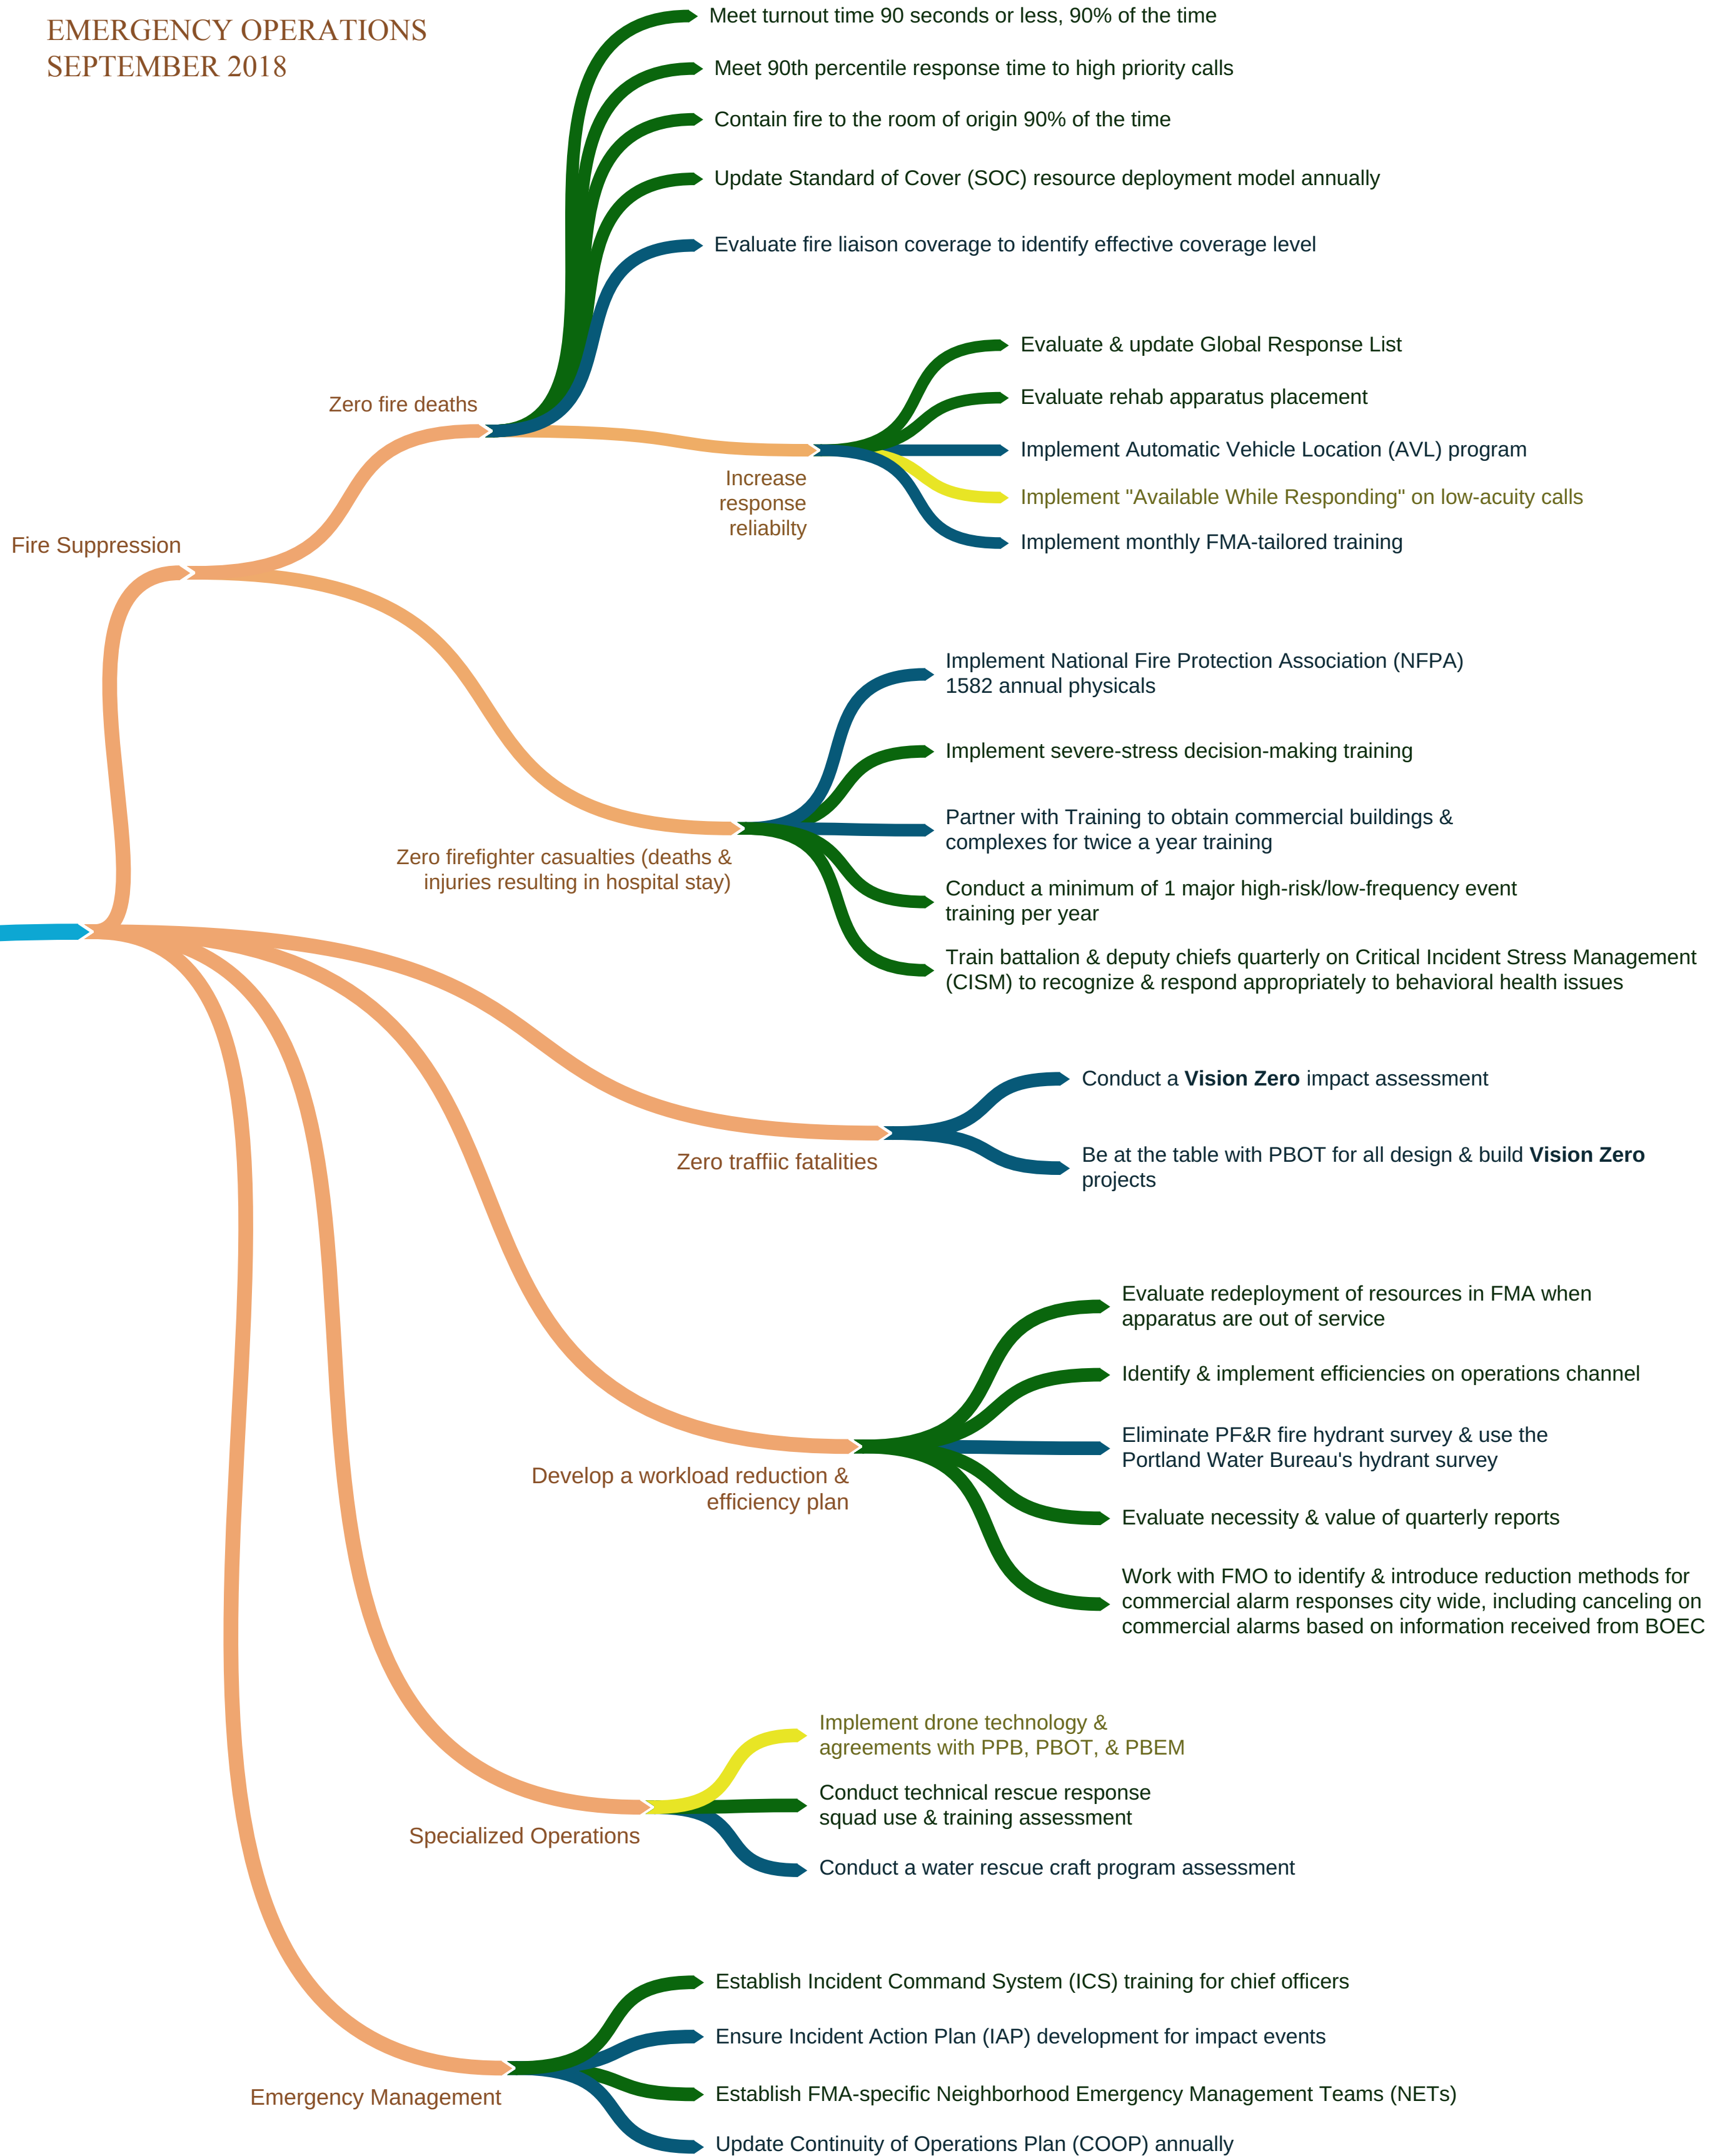 EMERGENCY OPERATIONS
SEPTEMBER 2018
Meet turnout time 90 seconds or less, 90% of the time
Meet 90th percentile response time to high priority calls
Contain fire to the room of origin 90% of the time
Update Standard of Cover (SOC) resource deployment model annually
Evaluate fire liaison coverage to identify effective coverage level
Zero fire deaths
Evaluate & update Global Response List
Evaluate rehab apparatus placement
Implement Automatic Vehicle Location (AVL) program
Implement "Available While Responding" on low-acuity calls
Implement monthly FMA-tailored training
Increase
response
reliabilty
Fire Suppression
Implement National Fire Protection Association (NFPA)
1582 annual physicals
Implement severe-stress decision-making training
Partner with Training to obtain commercial buildings &
complexes for twice a year training
Conduct a minimum of 1 major high-risk/low-frequency event
training per year
Train battalion & deputy chiefs quarterly on Critical Incident Stress Management
(CISM) to recognize & respond appropriately to behavioral health issues
Zero firefighter casualties (deaths &
injuries resulting in hospital stay)
Conduct a Vision Zero impact assessment
Be at the table with PBOT for all design & build Vision Zero
projects
Zero traffiic fatalities
Evaluate redeployment of resources in FMA when
apparatus are out of service
Identify & implement efficiencies on operations channel
Eliminate PF&R fire hydrant survey & use the
Portland Water Bureau's hydrant survey
Evaluate necessity & value of quarterly reports
Work with FMO to identify & introduce reduction methods for
commercial alarm responses city wide, including canceling on
commercial alarms based on information received from BOEC
Develop a workload reduction &
efficiency plan
Implement drone technology &
agreements with PPB, PBOT, & PBEM
Conduct technical rescue response
squad use & training assessment
Conduct a water rescue craft program assessment
Specialized Operations
Establish Incident Command System (ICS) training for chief officers
Ensure Incident Action Plan (IAP) development for impact events
Establish FMA-specific Neighborhood Emergency Management Teams (NETs)
Update Continuity of Operations Plan (COOP) annually
Emergency Management